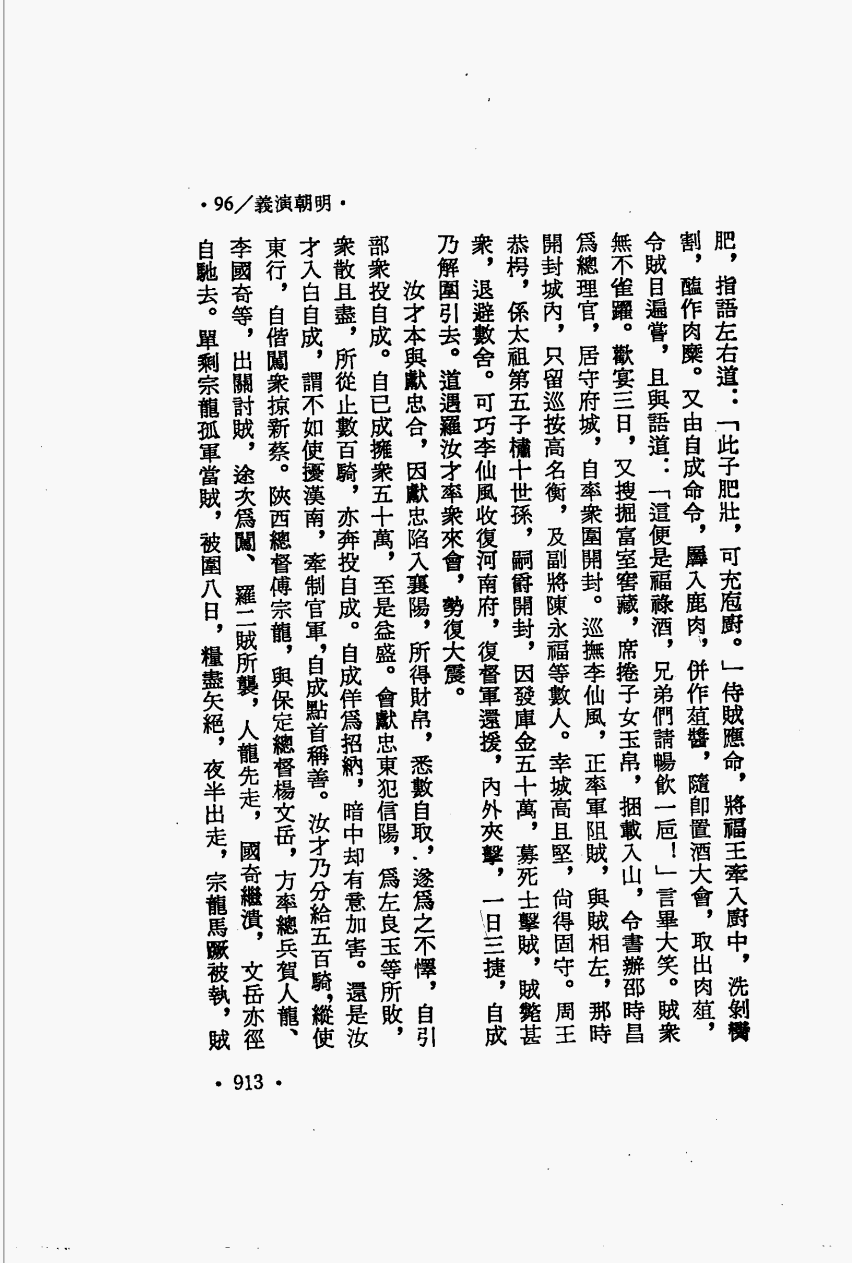 •96/義演朝明•
肥，指語左右道：「此子肥壯，可充庖廚。」侍賊應命，將福王牽入廚中，洗剝臠
割，醢作肉糜。又由自成命令，羼入鹿肉，併作葅醬，隨卽置酒大會，取出肉葅，
令賊目遍嘗，且與語道：「這便是福祿酒，兄弟們請暢飲一卮！」言畢大笑。賊衆
無不雀躍。歡宴三日，又搜掘富室窖藏，席捲子女玉帛，捆載入山，令書辦邵時昌
爲總理官，居守府城，自率衆圍開封。巡撫李仙風，正率軍阻賊，與賊相左，那時
開封城內，只留巡按高名衡，及副將陳永福等數人。幸城高且堅，尙得固守。周王
恭枵，係太祖第五子橚十世孫，嗣爵開封，因發庫金五十萬，募死士擊賊，賊斃甚
衆，退避數舍。可巧李仙風收復河南府，復督軍還援，內外夾擊，一日三捷，自成
乃解圍引去。道遇羅汝才率衆來會，勢復大震。
汝才本與獻忠合，因獻忠陷入襄陽，所得財帛，悉數自取，遂爲之不懌，自引
部衆投自成。自已成擁衆五十萬，至是益盛。會獻忠東犯信陽，爲左良玉等所敗，
衆散且盡，所從止數百騎，亦奔投自成。自成佯爲招納，暗中却有意加害。還是汝
才入白自成，謂不如使擾漢南，牽制官軍，自成點首稱善。汝才乃分給五百騎，縱使
東行，自偕闖衆掠新蔡。陝西總督傅宗龍，與保定總督楊文岳，方率總兵賀人龍、
李國奇等，出關討賊，途次爲闖、羅二賊所襲，人龍先走，國奇繼潰，文岳亦徑
自馳去。單剩宗龍孤軍當賊，被圍八日，糧盡矢絕，夜半出走，宗龍馬蹶被執，賊
•913•